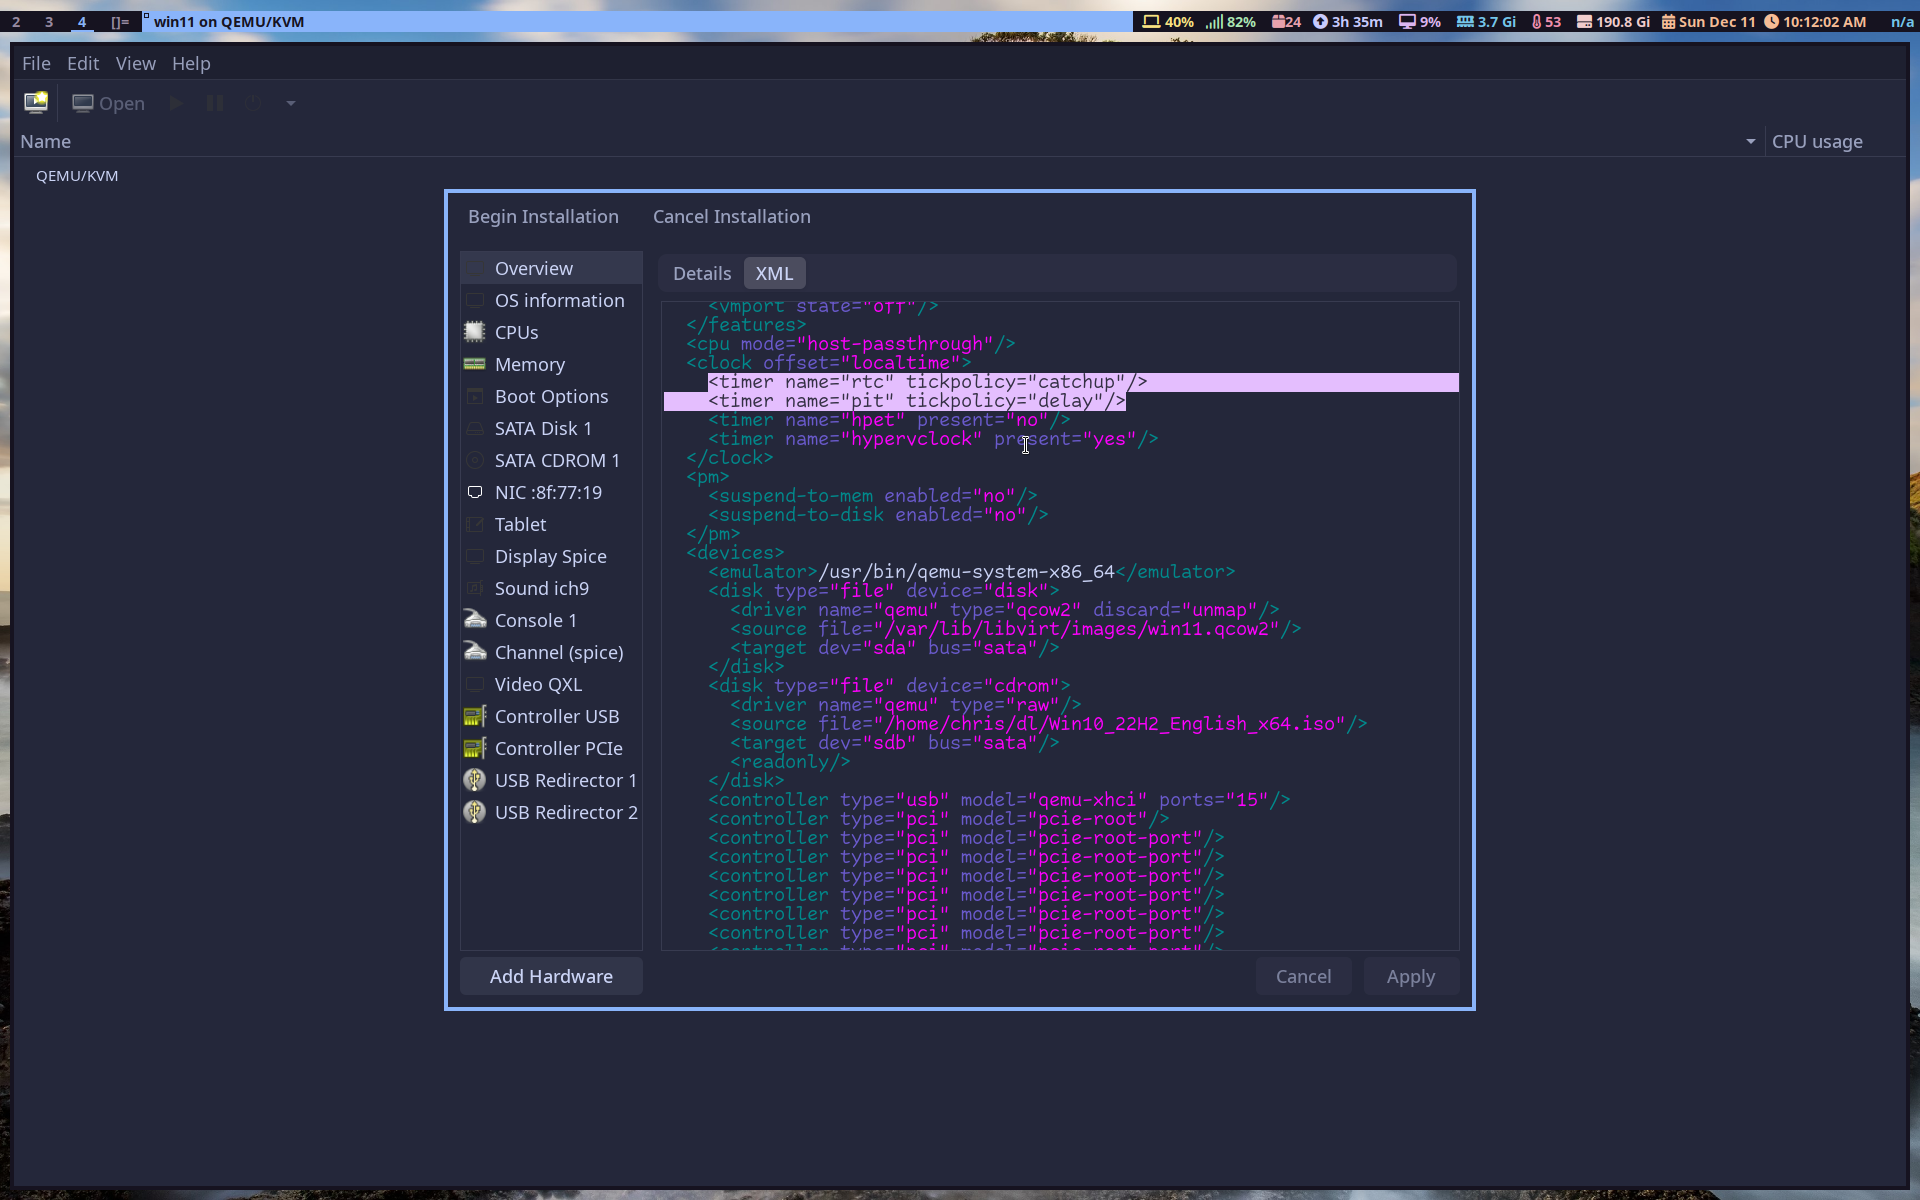 2 3 4 []= win11 on QEMU/KVM 40% 82% 24 3h 35m 9% 3.7 Gi 53 190.8 Gi Sun Dec 11 10:12:02 AM n/a
File Edit View Help
Open
Name CPU usage
QEMU/KVM
Begin Installation Cancel Installation
Overview
OS information
CPUs
Memory
Boot Options
SATA Disk 1
SATA CDROM 1
NIC :8f:77:19
Tablet
Display Spice
Sound ich9
Console 1
Channel (spice)
Video QXL
Controller USB
Controller PCIe
USB Redirector 1
USB Redirector 2
Add Hardware
Details XML
<vmport state="off"/>
</features>
<cpu mode="host-passthrough"/>
<clock offset="localtime">
<timer name="rtc" tickpolicy="catchup"/>
<timer name="pit" tickpolicy="delay"/>
<timer name="hpet" present="no"/>
<timer name="hypervclock" present="yes"/>
</clock>
<pm>
<suspend-to-mem enabled="no"/>
<suspend-to-disk enabled="no"/>
</pm>
<devices>
<emulator>/usr/bin/qemu-system-x86_64</emulator>
<disk type="file" device="disk">
<driver name="qemu" type="qcow2" discard="unmap"/>
<source file="/var/lib/libvirt/images/win11.qcow2"/>
<target dev="sda" bus="sata"/>
</disk>
<disk type="file" device="cdrom">
<driver name="qemu" type="raw"/>
<source file="/home/chris/dl/Win10_22H2_English_x64.iso"/>
<target dev="sdb" bus="sata"/>
<readonly/>
</disk>
<controller type="usb" model="qemu-xhci" ports="15"/>
<controller type="pci" model="pcie-root"/>
<controller type="pci" model="pcie-root-port"/>
<controller type="pci" model="pcie-root-port"/>
<controller type="pci" model="pcie-root-port"/>
<controller type="pci" model="pcie-root-port"/>
<controller type="pci" model="pcie-root-port"/>
<controller type="pci" model="pcie-root-port"/>
<controller type="pci" model="pcie-root-port"/>
Cancel Apply